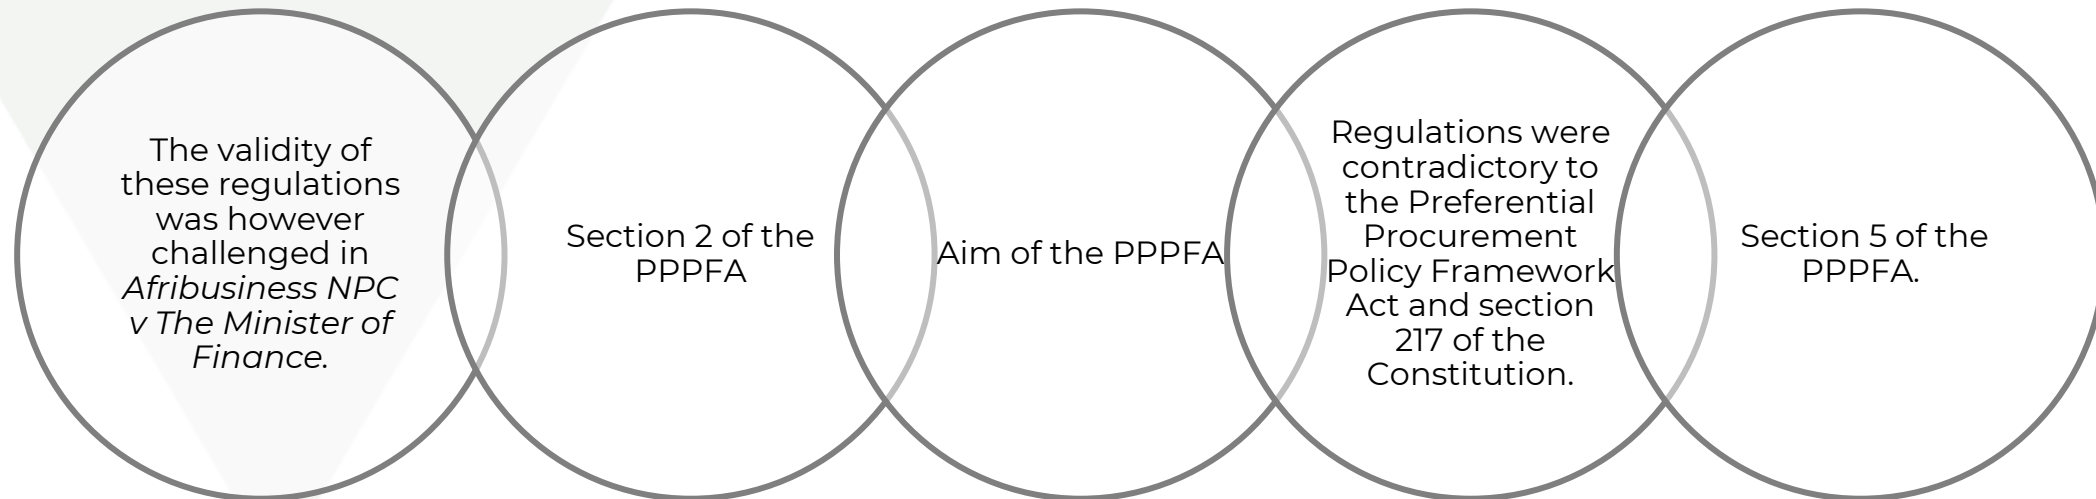 The validity of
these regulations
was however
challenged in
Afribusiness NPC
v The Minister of
Finance.
Section 2 of the
PPPFA
Aim of the PPPFA
Regulations were
contradictory to
the Preferential
Procurement
Policy Framework
Act and section
217 of the
Constitution.
Section 5 of the
PPPFA.